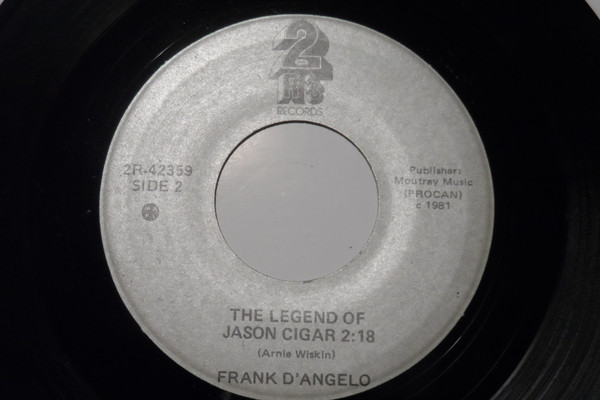 2
R's
RECORDS
2R-42359
SIDE 2
Publisher:
Moutray Music
(PROCAN)
c 1981
THE LEGEND OF
JASON CIGAR 2:18
(Arnie Wiskin)
FRANK D'ANGELO